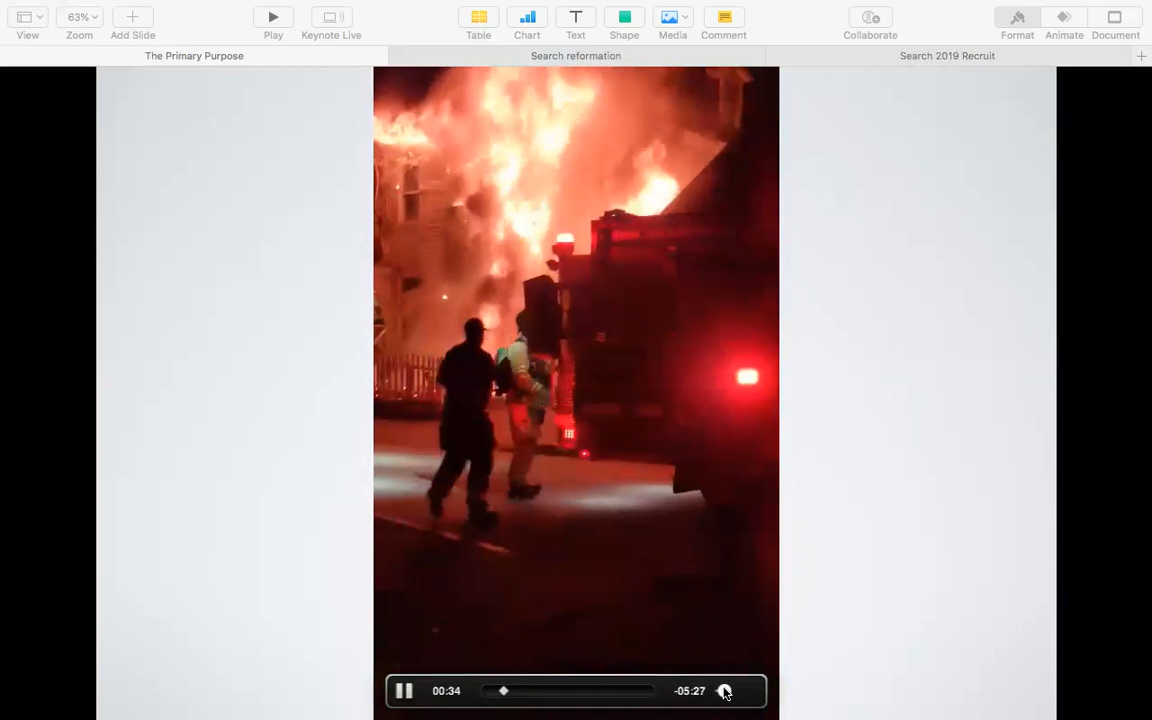 View
63%
Zoom
Add Slide
Play
Keynote Live
Table
Chart
Text
Shape
Media
Comment
Collaborate
Format
Animate
Document
The Primary Purpose
Search reformation
Search 2019 Recruit
00:34
-05:27